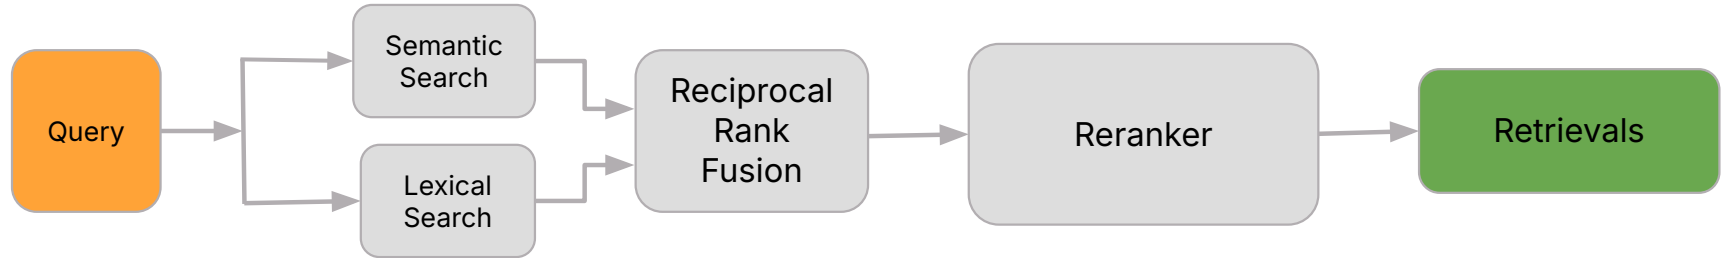 Query
Semantic
Search
Lexical
Search
Reciprocal
Rank
Fusion
Reranker
Retrievals